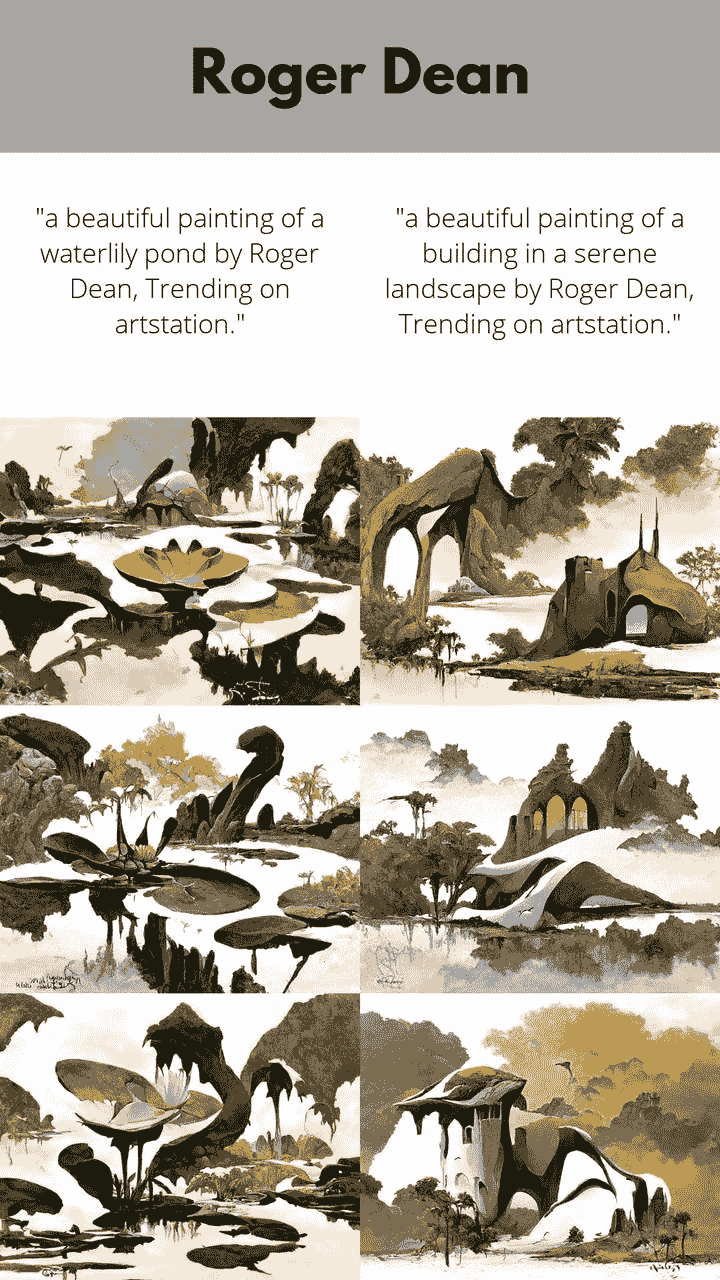 Roger Dean
"a beautiful painting of a
waterlily pond by Roger
Dean, Trending on
artstation."
"a beautiful painting of a
building in a serene
landscape by Roger Dean,
Trending on artstation."